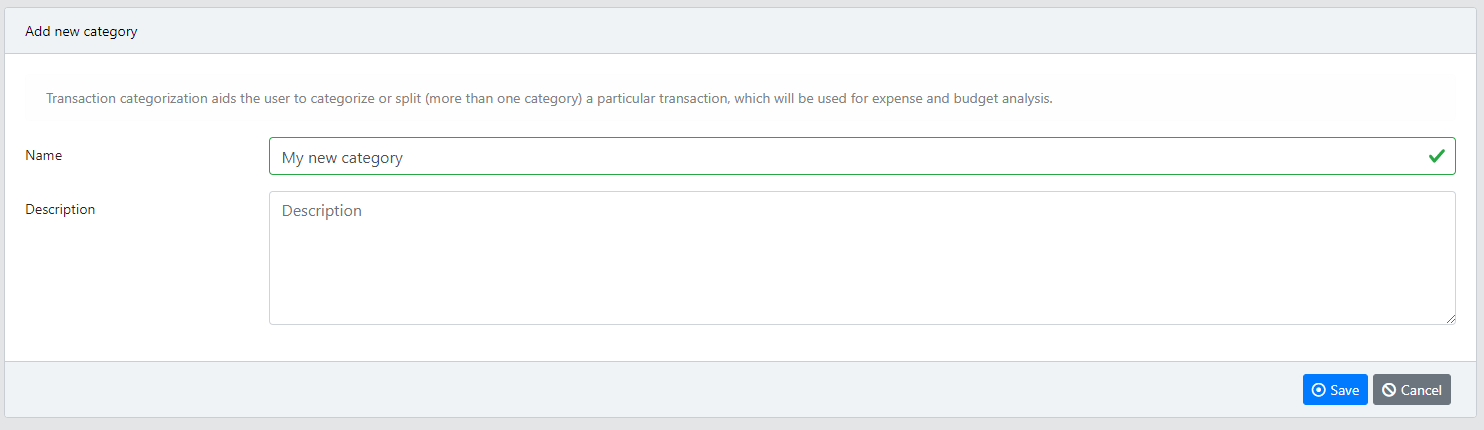 Add new category
Transaction categorization aids the user to categorize or split (more than one category) a particular transaction, which will be used for expense and budget analysis.
Name
My new category
Description
Description
Save
Cancel